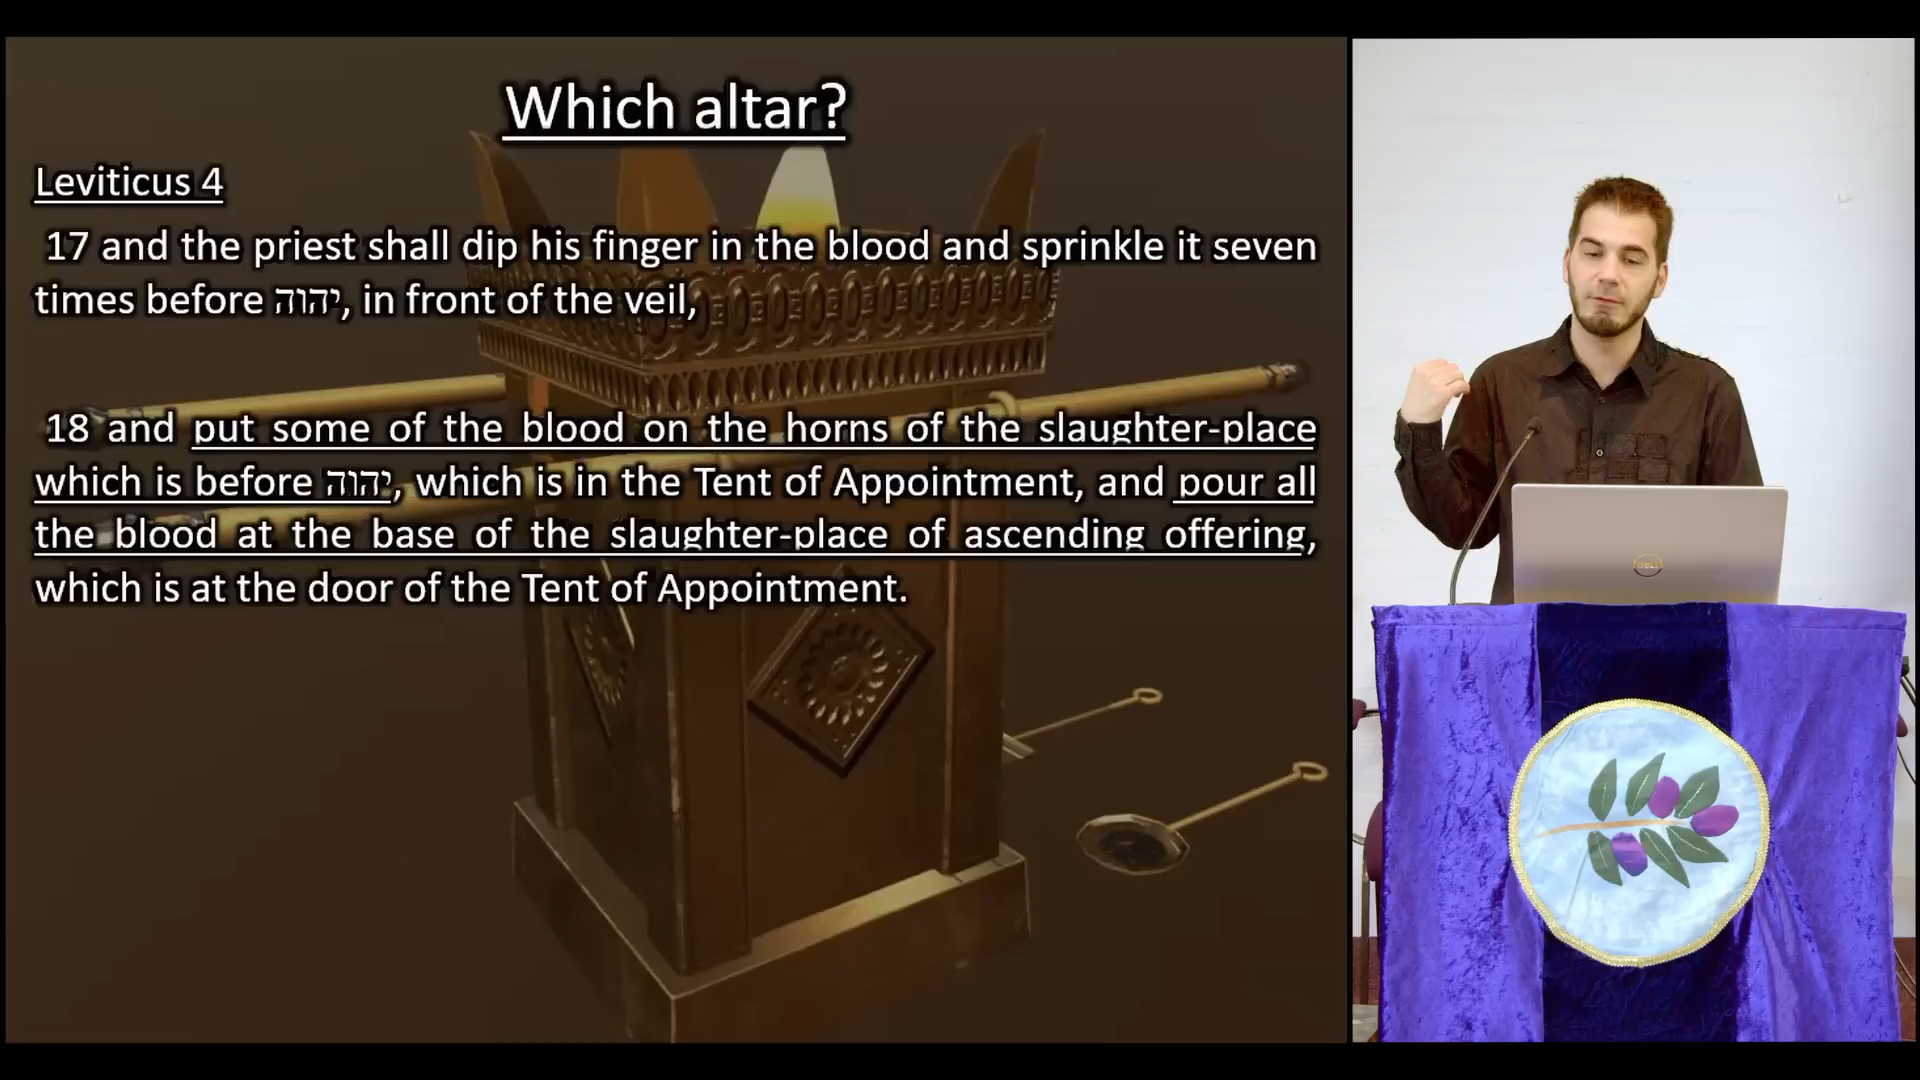 Which altar?
Leviticus 4
17 and the priest shall dip his finger in the blood and sprinkle it seven
times before יהוה, in front of the veil,
18 and put some of the blood on the horns of the slaughter-place
which is before יהוה, which is in the Tent of Appointment, and pour all
the blood at the base of the slaughter-place of ascending offering,
which is at the door of the Tent of Appointment.
DELL